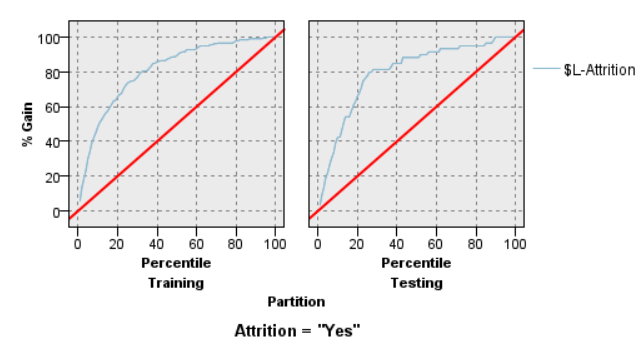 % Gain
100
80
60
40
20
0
0 20 40 60 80 100
0 20 40 60 80 100
Percentile
Training
Percentile
Testing
$L-Attrition
Partition
Attrition = "Yes"